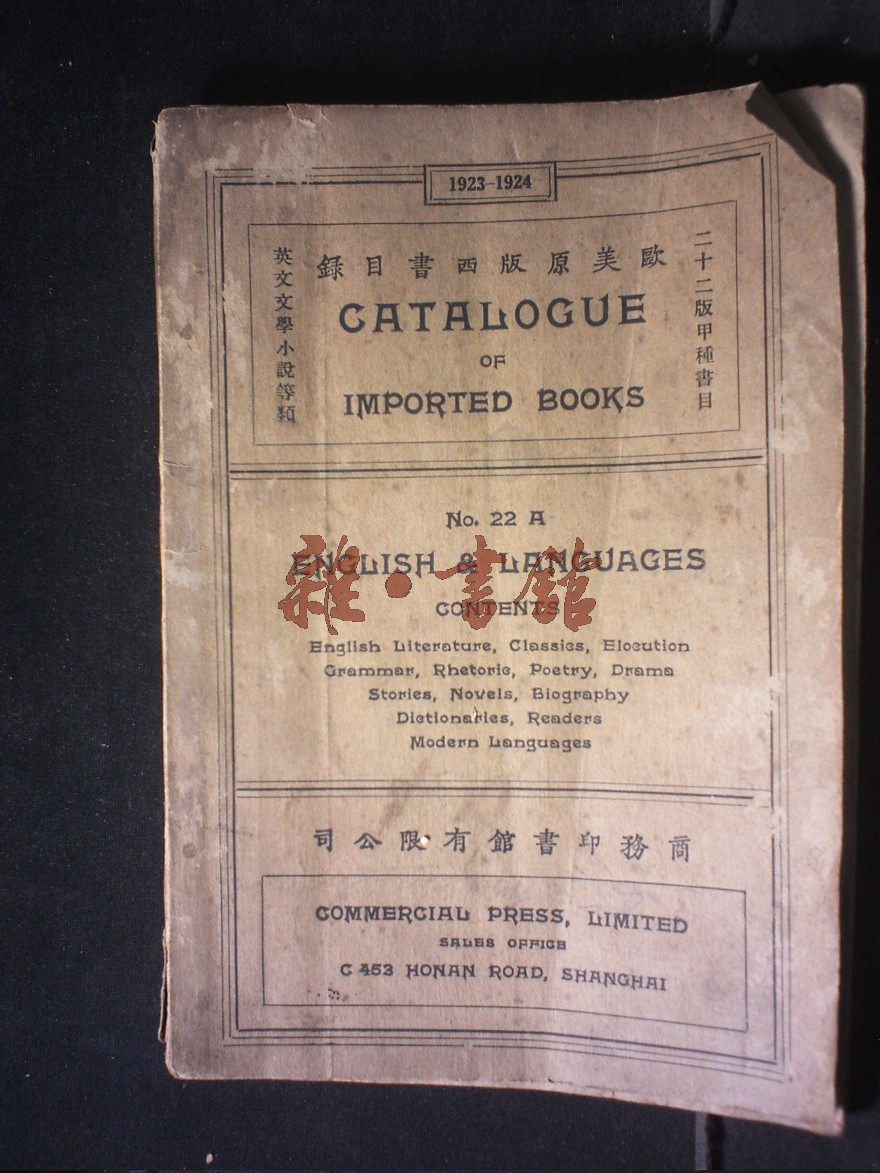 1923-1924
二十二版甲種書目
歐美原版西書目錄
英文文學小說等類
CATALOGUE
OF
IMPORTED BOOKS
No. 22 A
ENGLISH & LANGUAGES
雜·書館
CONTENTS
English Literature, Classics, Elocution
Grammar, Rhetoric, Poetry, Drama
Stories, Novels, Biography
Dictionaries, Readers
Modern Languages
商務印書館有限公司
COMMERCIAL PRESS, LIMITED
SALES OFFICE
C 453 HONAN ROAD, SHANGHAI